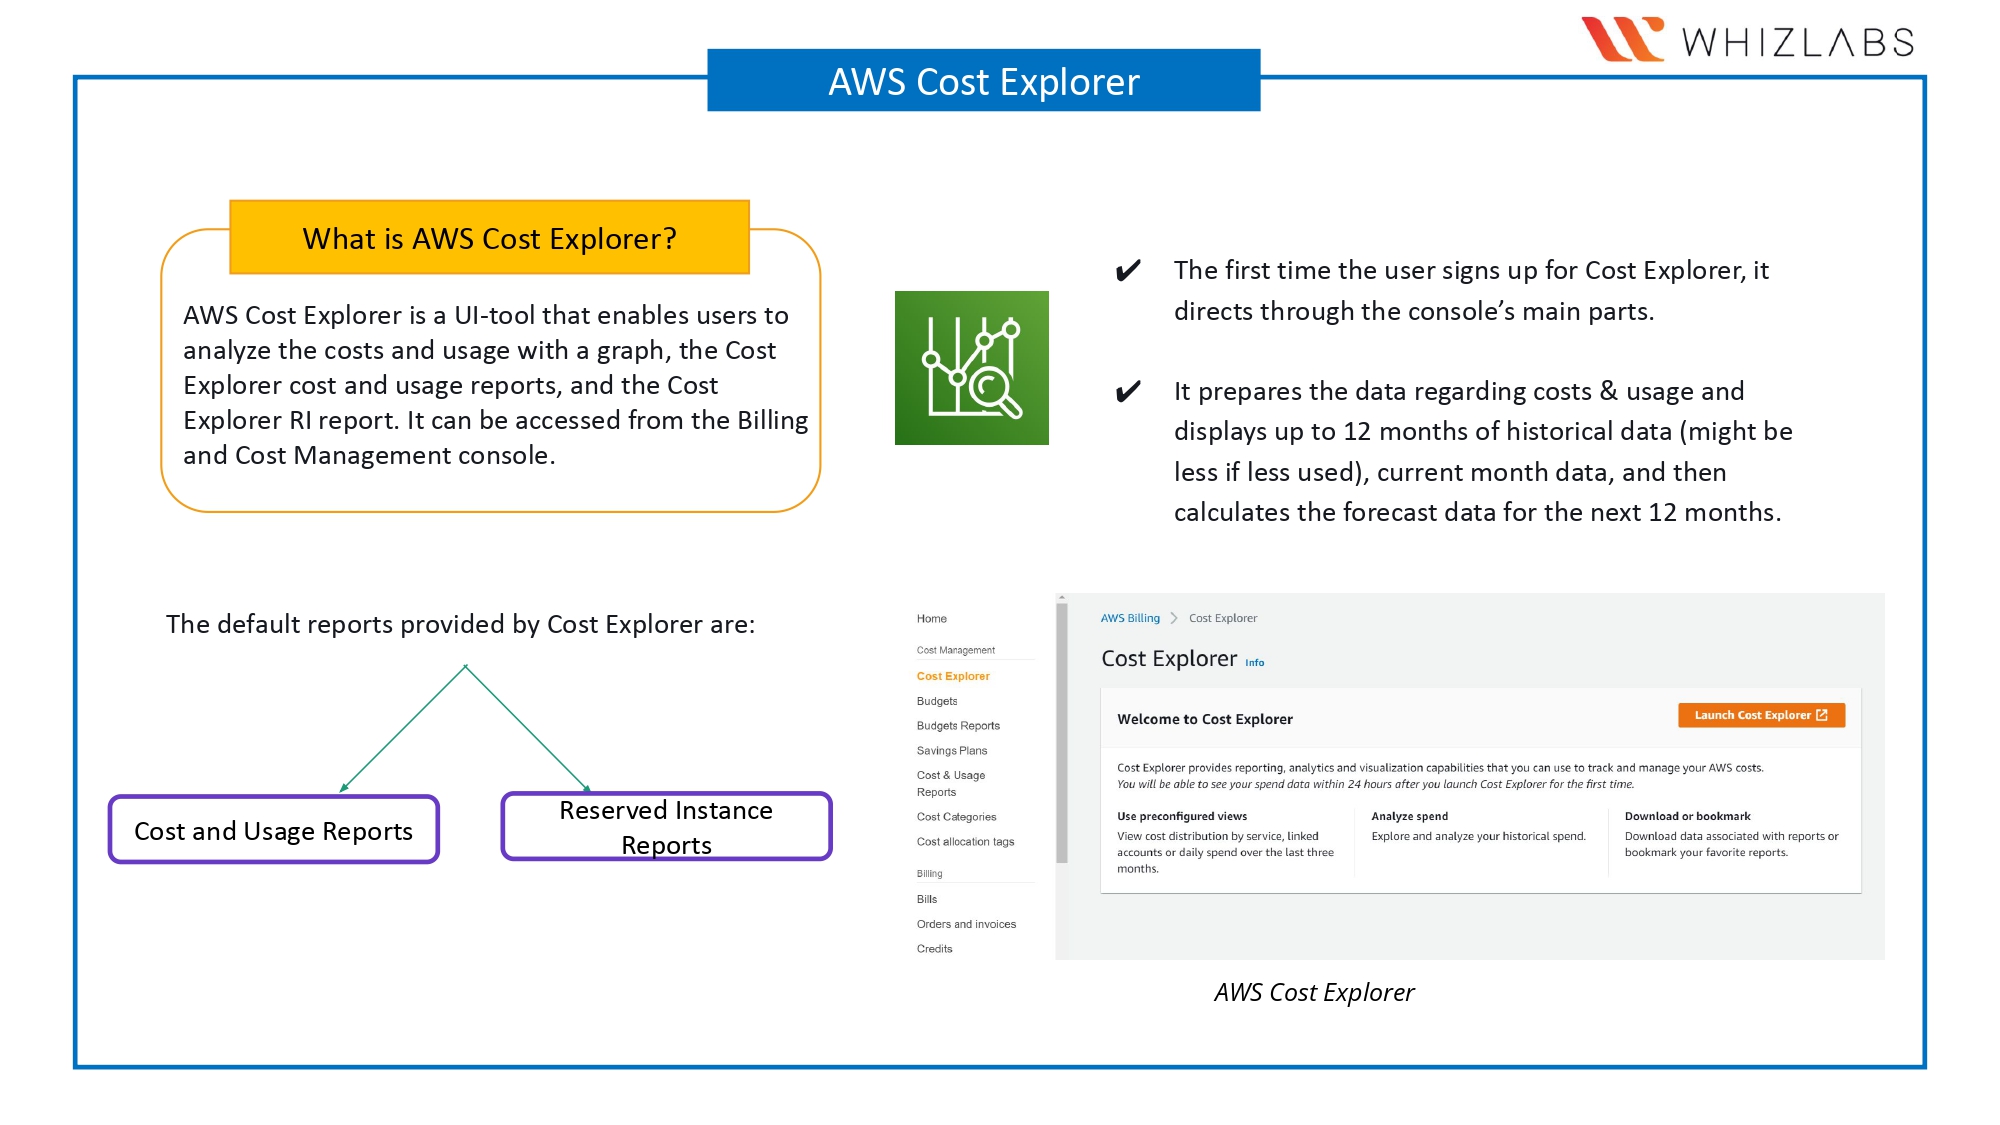 WHIZLABS
AWS Cost Explorer
What is AWS Cost Explorer?
AWS Cost Explorer is a UI-tool that enables users to
analyze the costs and usage with a graph, the Cost
Explorer cost and usage reports, and the Cost
Explorer RI report. It can be accessed from the Billing
and Cost Management console.
✔ The first time the user signs up for Cost Explorer, it
directs through the console’s main parts.
✔ It prepares the data regarding costs & usage and
displays up to 12 months of historical data (might be
less if less used), current month data, and then
calculates the forecast data for the next 12 months.
The default reports provided by Cost Explorer are:
Cost and Usage Reports
Reserved Instance
Reports
Home
Cost Management
Cost Explorer
Budgets
Budgets Reports
Savings Plans
Cost & Usage
Reports
Cost Categories
Cost allocation tags
Billing
Bills
Orders and invoices
Credits
AWS Billing > Cost Explorer
Cost Explorer Info
Welcome to Cost Explorer
Launch Cost Explorer
Cost Explorer provides reporting, analytics and visualization capabilities that you can use to track and manage your AWS costs.
You will be able to see your spend data within 24 hours after you launch Cost Explorer for the first time.
Use preconfigured views
View cost distribution by service, linked
accounts or daily spend over the last three
months.
Analyze spend
Explore and analyze your historical spend.
Download or bookmark
Download data associated with reports or
bookmark your favorite reports.
AWS Cost Explorer